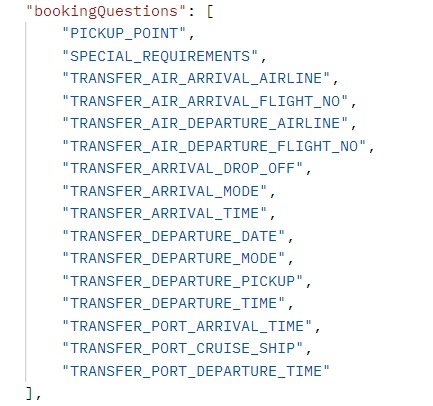 "bookingQuestions": [
"PICKUP_POINT",
"SPECIAL_REQUIREMENTS",
"TRANSFER_AIR_ARRIVAL_AIRLINE",
"TRANSFER_AIR_ARRIVAL_FLIGHT_NO",
"TRANSFER_AIR_DEPARTURE_AIRLINE",
"TRANSFER_AIR_DEPARTURE_FLIGHT_NO",
"TRANSFER_ARRIVAL_DROP_OFF",
"TRANSFER_ARRIVAL_MODE",
"TRANSFER_ARRIVAL_TIME",
"TRANSFER_DEPARTURE_DATE",
"TRANSFER_DEPARTURE_MODE",
"TRANSFER_DEPARTURE_PICKUP",
"TRANSFER_DEPARTURE_TIME",
"TRANSFER_PORT_ARRIVAL_TIME",
"TRANSFER_PORT_CRUISE_SHIP",
"TRANSFER_PORT_DEPARTURE_TIME"
],